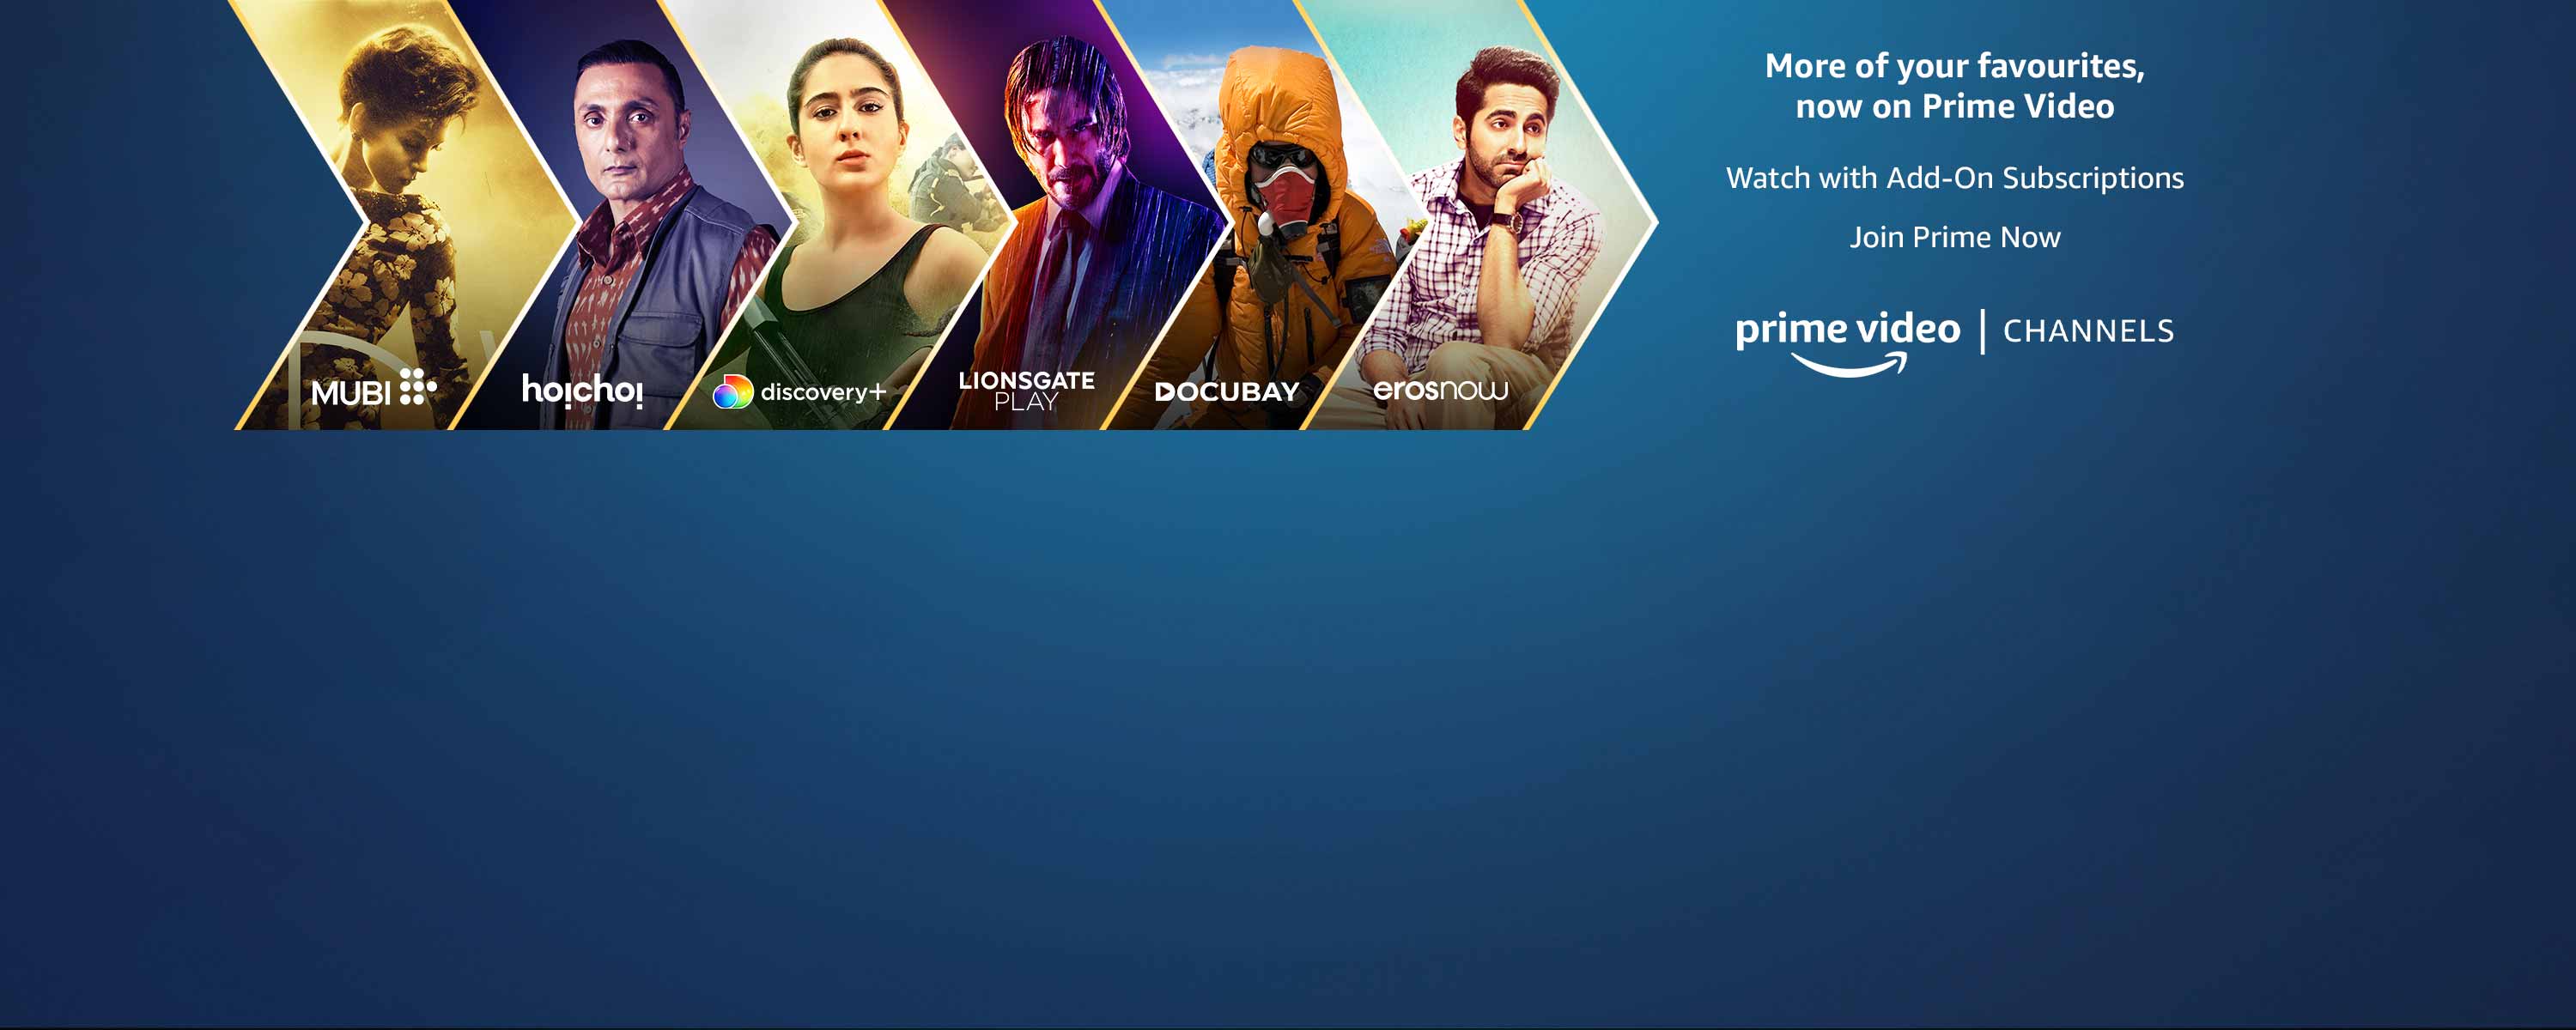 More of your favourites,
now on Prime Video
Watch with Add-On Subscriptions
Join Prime Now
prime video | CHANNELS
MUBI
hoichoi
discovery+
LIONSGATE
PLAY
DOCUBAY
erosnow